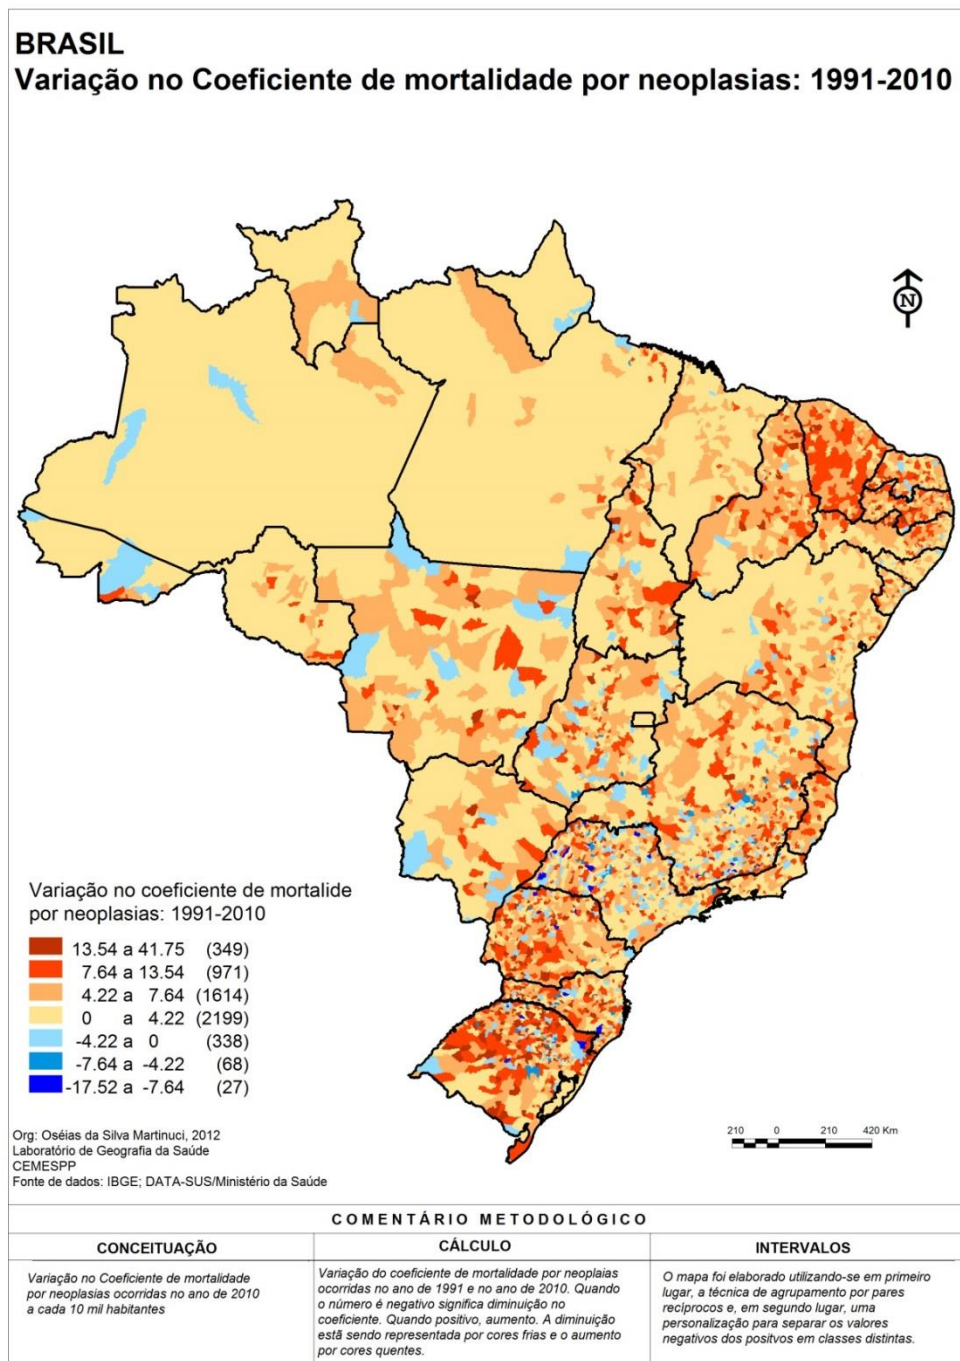 BRASIL
Variação no Coeficiente de mortalidade por neoplasias: 1991-2010
N
Variação no coeficiente de mortalide
por neoplasias: 1991-2010
13.54 a 41.75 (349)
7.64 a 13.54 (971)
4.22 a 7.64 (1614)
0 a 4.22 (2199)
-4.22 a 0 (338)
-7.64 a -4.22 (68)
-17.52 a -7.64 (27)
Org: Oséias da Silva Martinuci, 2012
Laboratório de Geografia da Saúde
CEMESPP
Fonte de dados: IBGE; DATA-SUS/Ministério da Saúde
210 0 210 420 Km
COMENTÁRIO METODOLÓGICO
CONCEITUAÇÃO
Variação no Coeficiente de mortalidade
por neoplasias ocorridas no ano de 2010
a cada 10 mil habitantes
CÁLCULO
Variação do coeficiente de mortalidade por neoplaias
ocorridas no ano de 1991 e no ano de 2010. Quando
o número é negativo significa diminuição no
coeficiente. Quando positivo, aumento. A diminuição
estã sendo representada por cores frias e o aumento
por cores quentes.
INTERVALOS
O mapa foi elaborado utilizando-se em primeiro
lugar, a técnica de agrupamento por pares
recíprocos e, em segundo lugar, uma
personalização para separar os valores
negativos dos positvos em classes distintas.